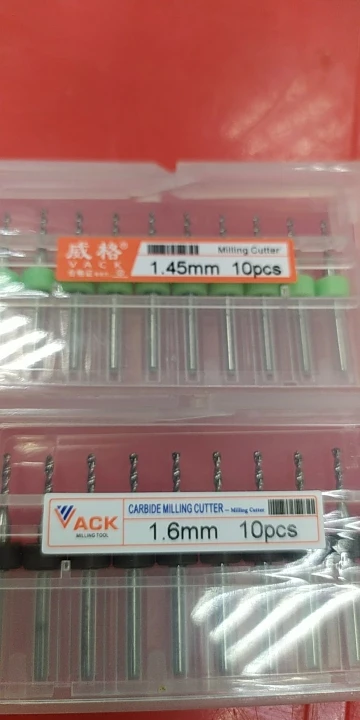 威格®
VACK
Milling Cutter
1.45mm 10pcs
VACK
MILLING TOOL
CARBIDE MILLING CUTTER — Milling Cutter
1.6mm 10pcs